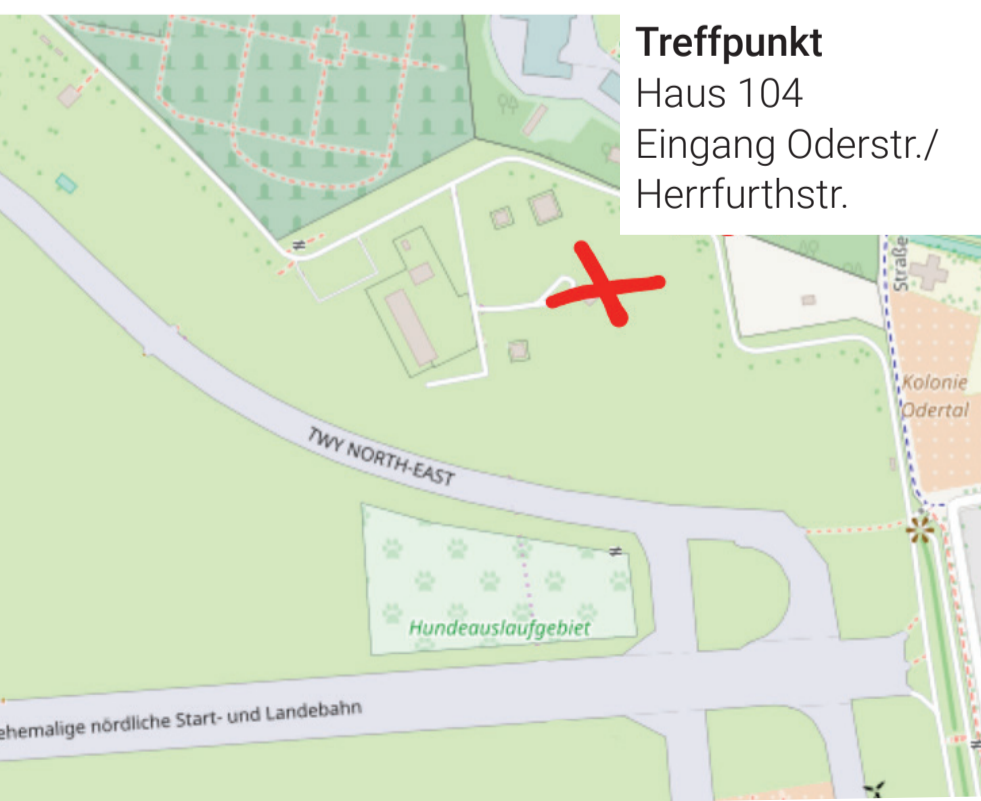 Treffpunkt
Haus 104
Eingang Oderstr./
Herrfurthstr.
Straße
Kolonie
Odertal
TWY NORTH-EAST
Hundeauslaufgebiet
ehemalige nördliche Start- und Landebahn